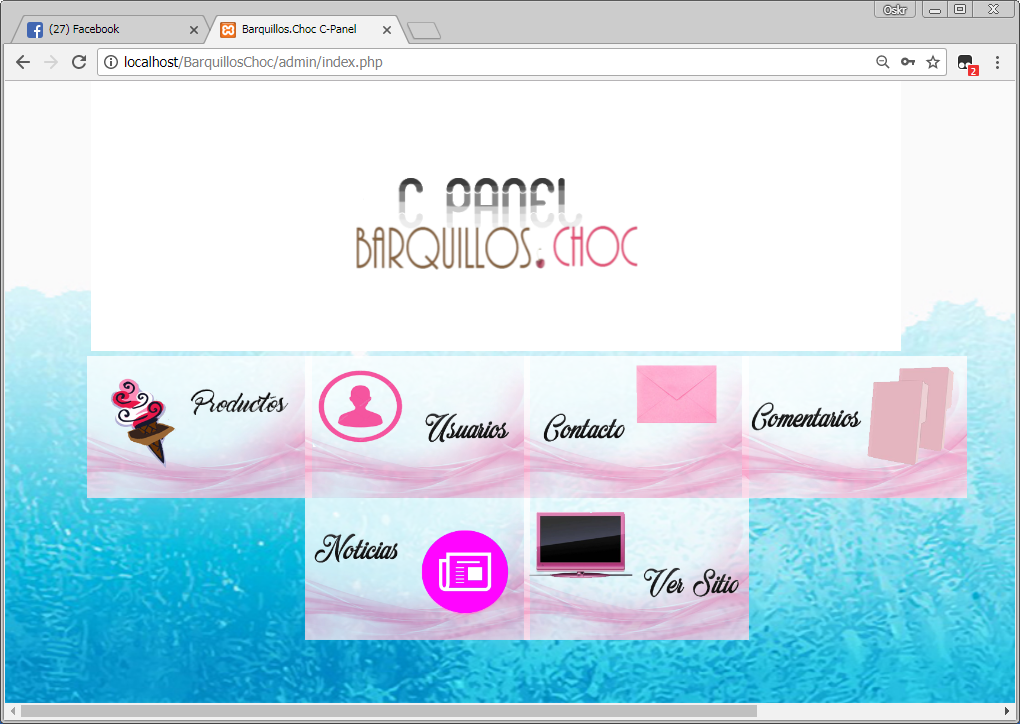 Oskr
(27) Facebook
Barquillos.Choc C-Panel
localhost/BarquillosChoc/admin/index.php
2
C PANEL
BARQUILLOS.CHOC
Productos
Usuarios
Contacto
Comentarios
Noticias
Ver Sitio